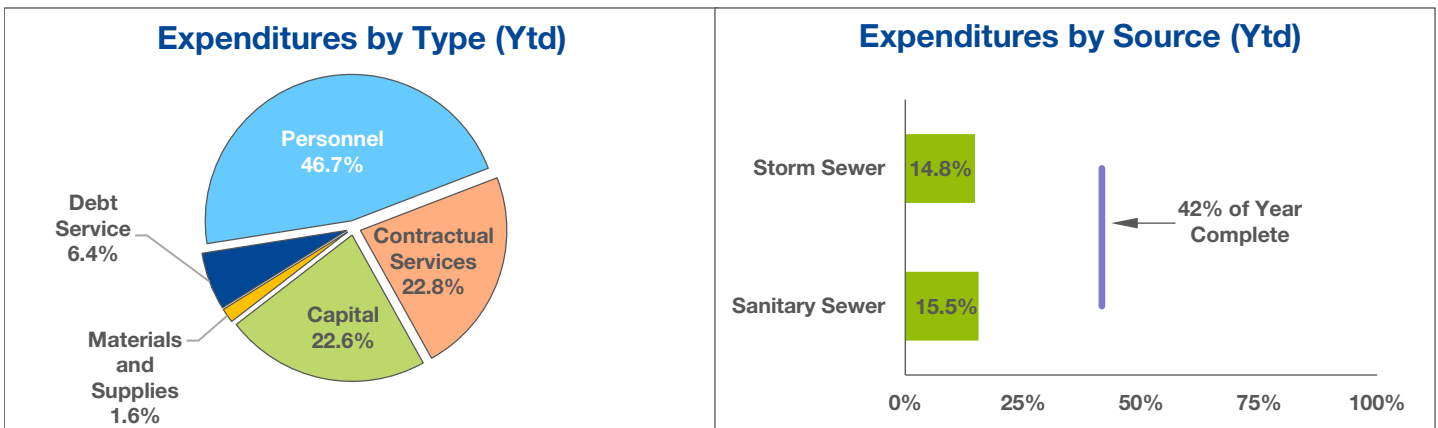 Expenditures by Type (Ytd)
Personnel
46.7%
Debt
Service
6.4%
Contractual
Services
22.8%
Capital
22.6%
Materials
and
Supplies
1.6%
Expenditures by Source (Ytd)
Storm Sewer
14.8%
42% of Year
Complete
Sanitary Sewer
15.5%
0% 25% 50% 75% 100%